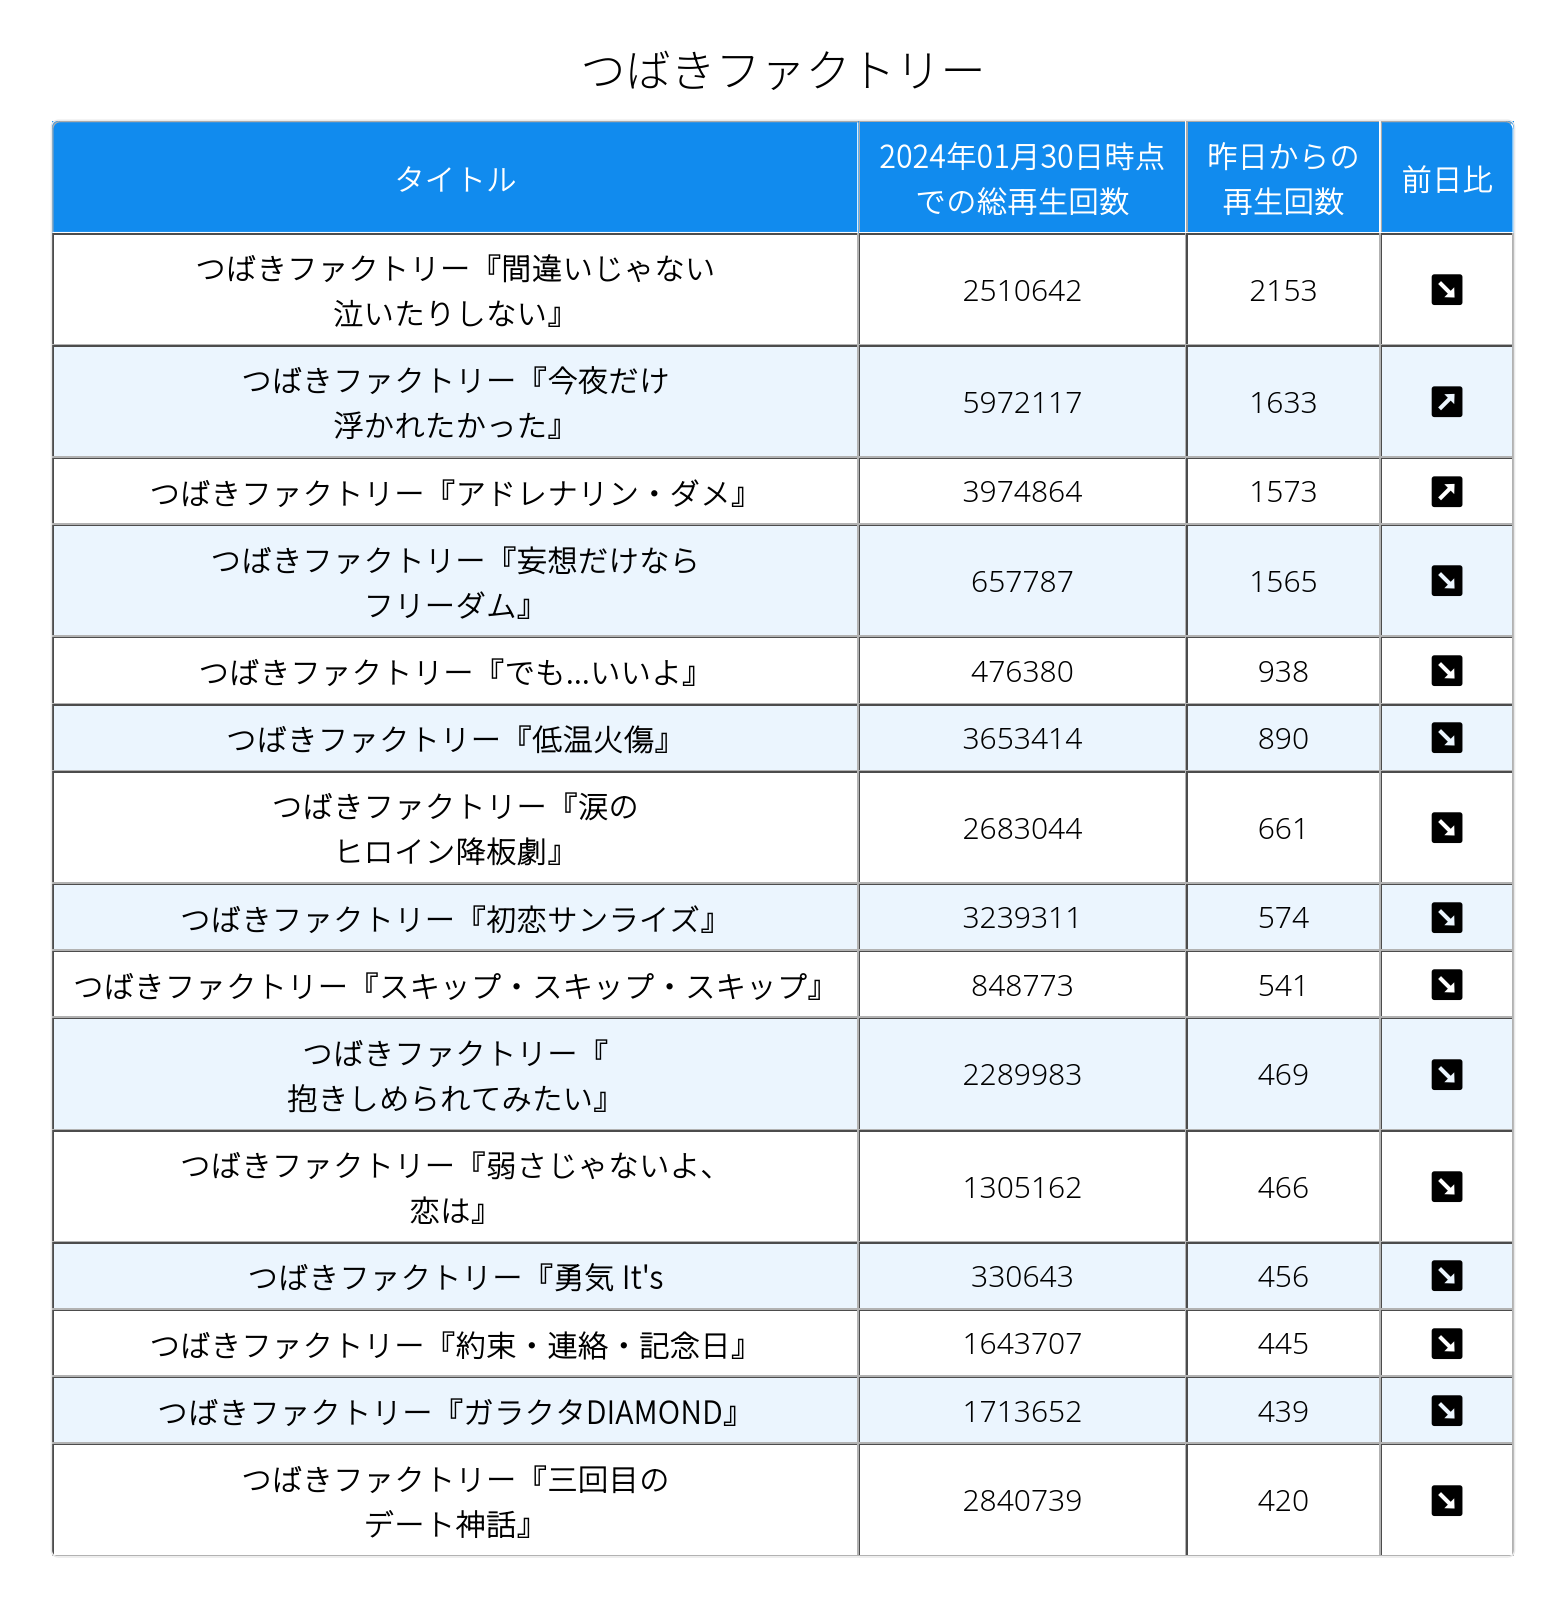 つばきファクトリー
タイトル
2024年01月30日時点
での総再生回数
昨日からの
再生回数
前日比
つばきファクトリー『間違いじゃない
泣いたりしない』
2510642
2153
つばきファクトリー『今夜だけ
浮かれたかった』
5972117
1633
つばきファクトリー『アドレナリン・ダメ』
3974864
1573
つばきファクトリー『妄想だけなら
フリーダム』
657787
1565
つばきファクトリー『でも...いいよ』
476380
938
つばきファクトリー『低温火傷』
3653414
890
つばきファクトリー『涙の
ヒロイン降板劇』
2683044
661
つばきファクトリー『初恋サンライズ』
3239311
574
つばきファクトリー『スキップ・スキップ・スキップ』
848773
541
つばきファクトリー『
抱きしめられてみたい』
2289983
469
つばきファクトリー『弱さじゃないよ、
恋は』
1305162
466
つばきファクトリー『勇気 It's
330643
456
つばきファクトリー『約束・連絡・記念日』
1643707
445
つばきファクトリー『ガラクタDIAMOND』
1713652
439
つばきファクトリー『三回目の
デート神話』
2840739
420